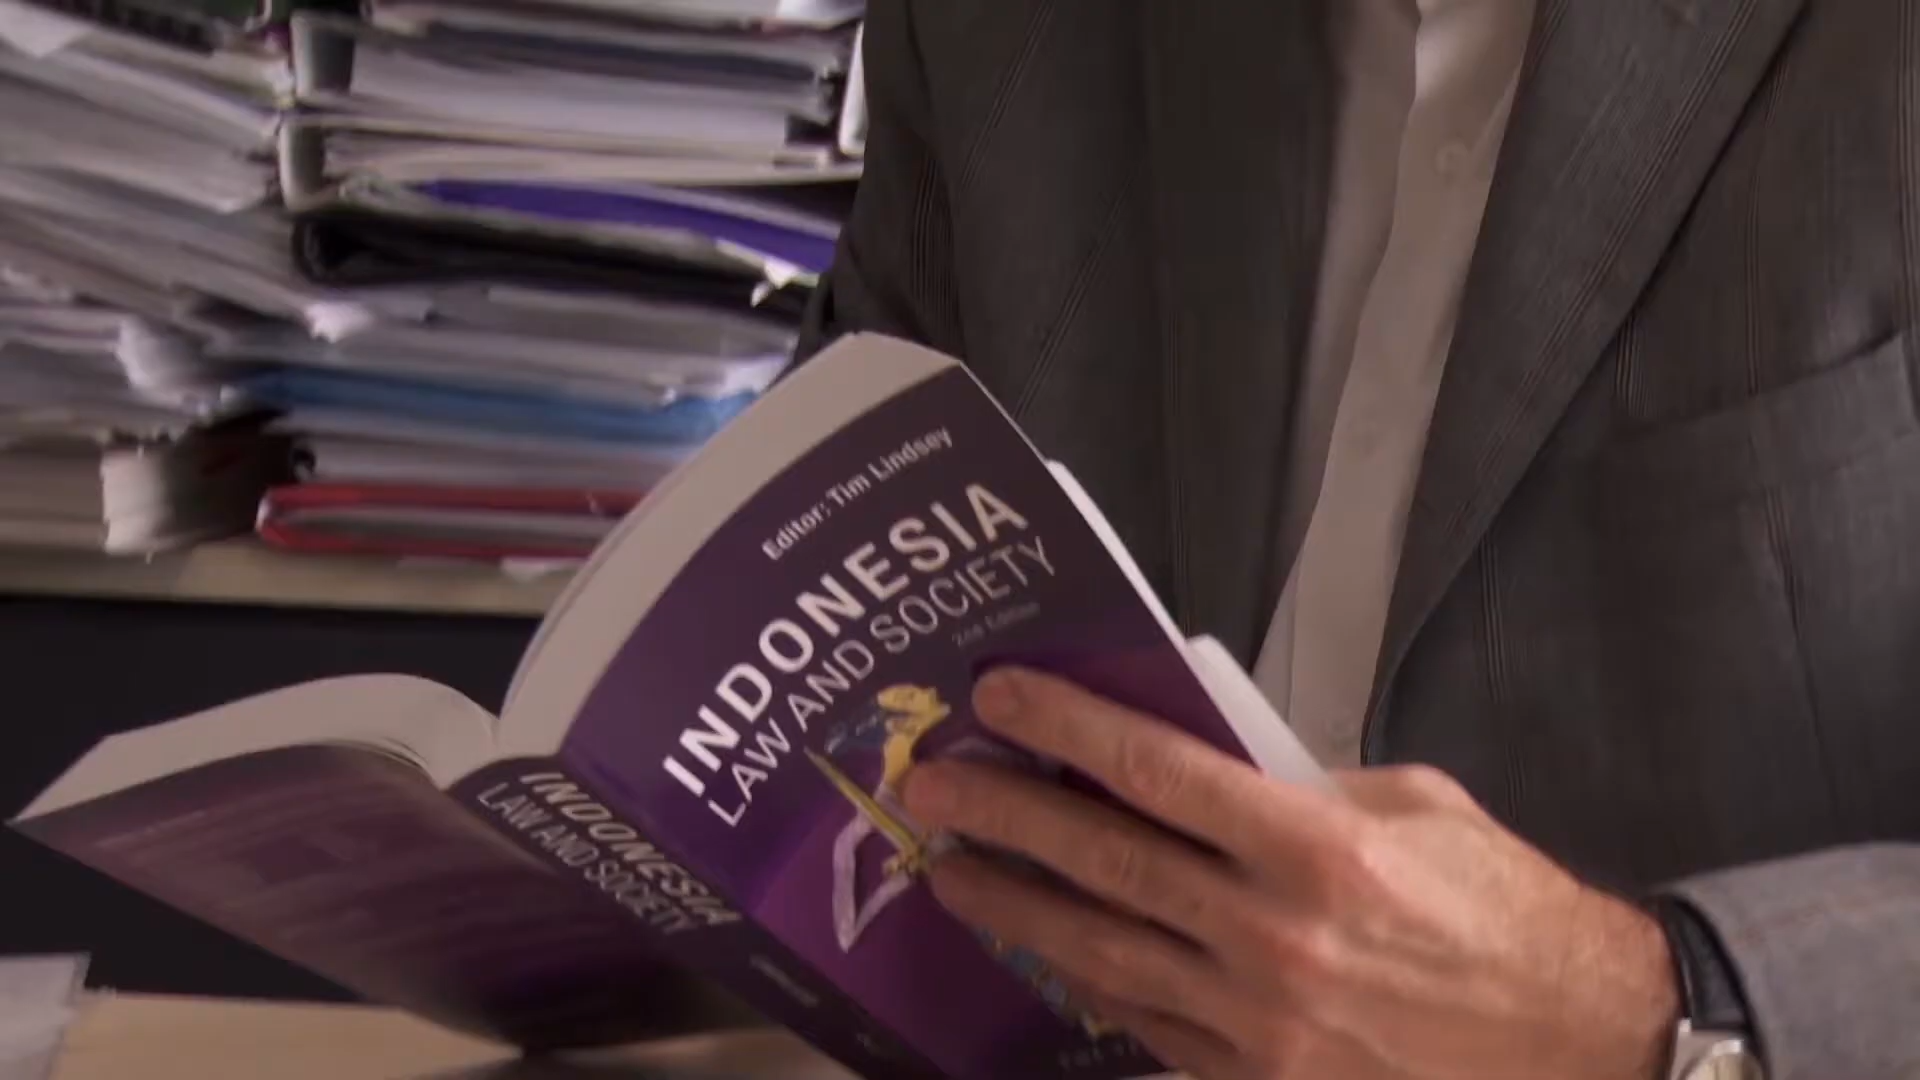 Editor: Tim Lindsey
INDONESIA
LAW AND SOCIETY
2nd Edition
INDONESIA
LAW AND SOCIETY